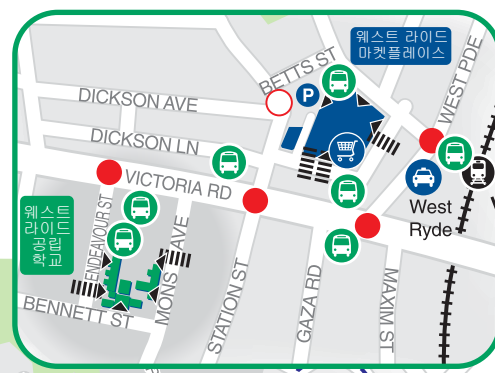 웨스트 라이드
마켓플레이스
BETTS ST
WEST PDE
P
DICKSON AVE
DICKSON LN
VICTORIA RD
West
Ryde
웨스트
라이드
공립
학교
ENDEAVOUR ST
MONS AVE
STATION ST
GAZA RD
MAXIM ST
BENNETT ST